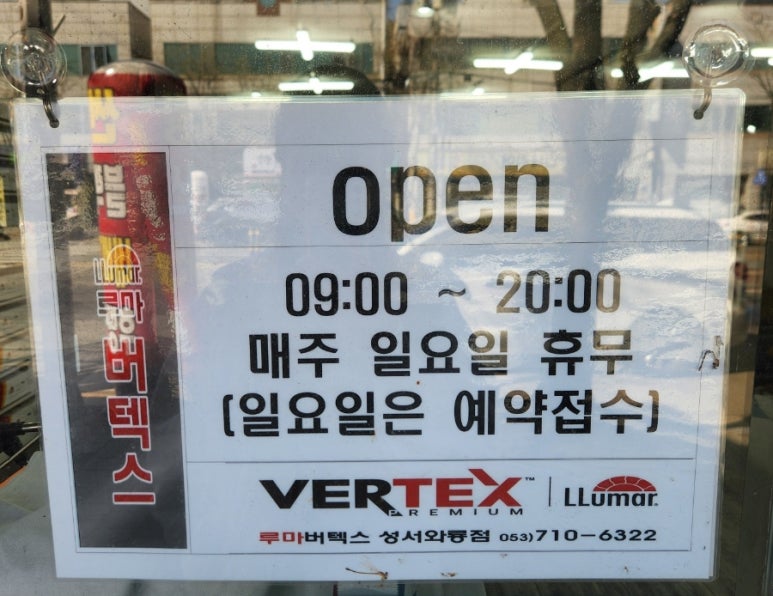 open
09:00 ~ 20:00
매주 일요일 휴무
(일요일은 예약접수)
LLumar
루마
버텍스
VERTEX™ | LLumar
PREMIUM
루마버텍스 성서와룡점 053)710-6322